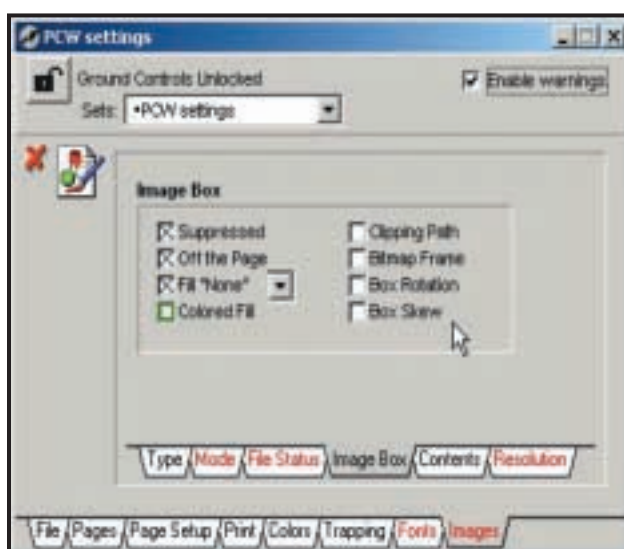 PCW settings
Ground Controls Unlocked
Enable warnings
Sets: •PCW settings
Image Box
Suppressed
Off the Page
Fill "None"
Colored Fill
Clipping Path
Bitmap Frame
Box Rotation
Box Skew
Type Mode File Status Image Box Contents Resolution
File Pages Page Setup Print Colors Trapping Fonts Images